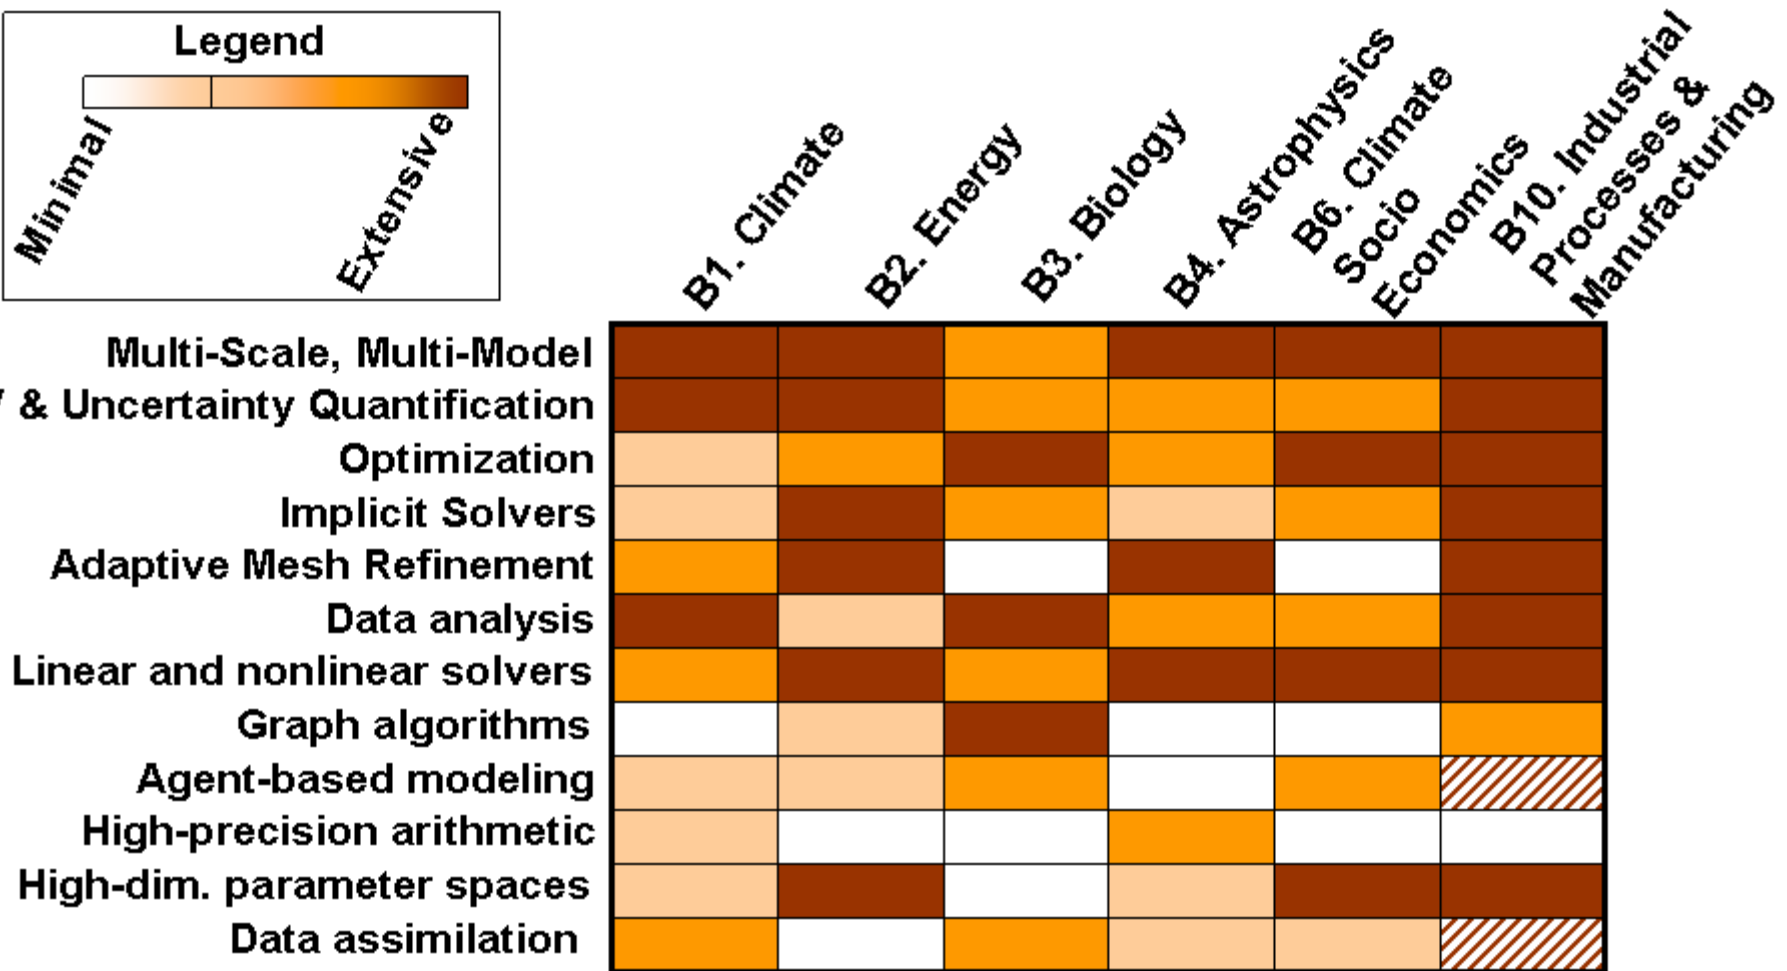 Legend
Minimal
Extensive
B1. Climate
B2. Energy
B3. Biology
B4. Astrophysics
B6. Climate
Socio
Economics
B10. Industrial
Processes &
Manufacturing
Multi-Scale, Multi-Model
& Uncertainty Quantification
Optimization
Implicit Solvers
Adaptive Mesh Refinement
Data analysis
Linear and nonlinear solvers
Graph algorithms
Agent-based modeling
High-precision arithmetic
High-dim. parameter spaces
Data assimilation